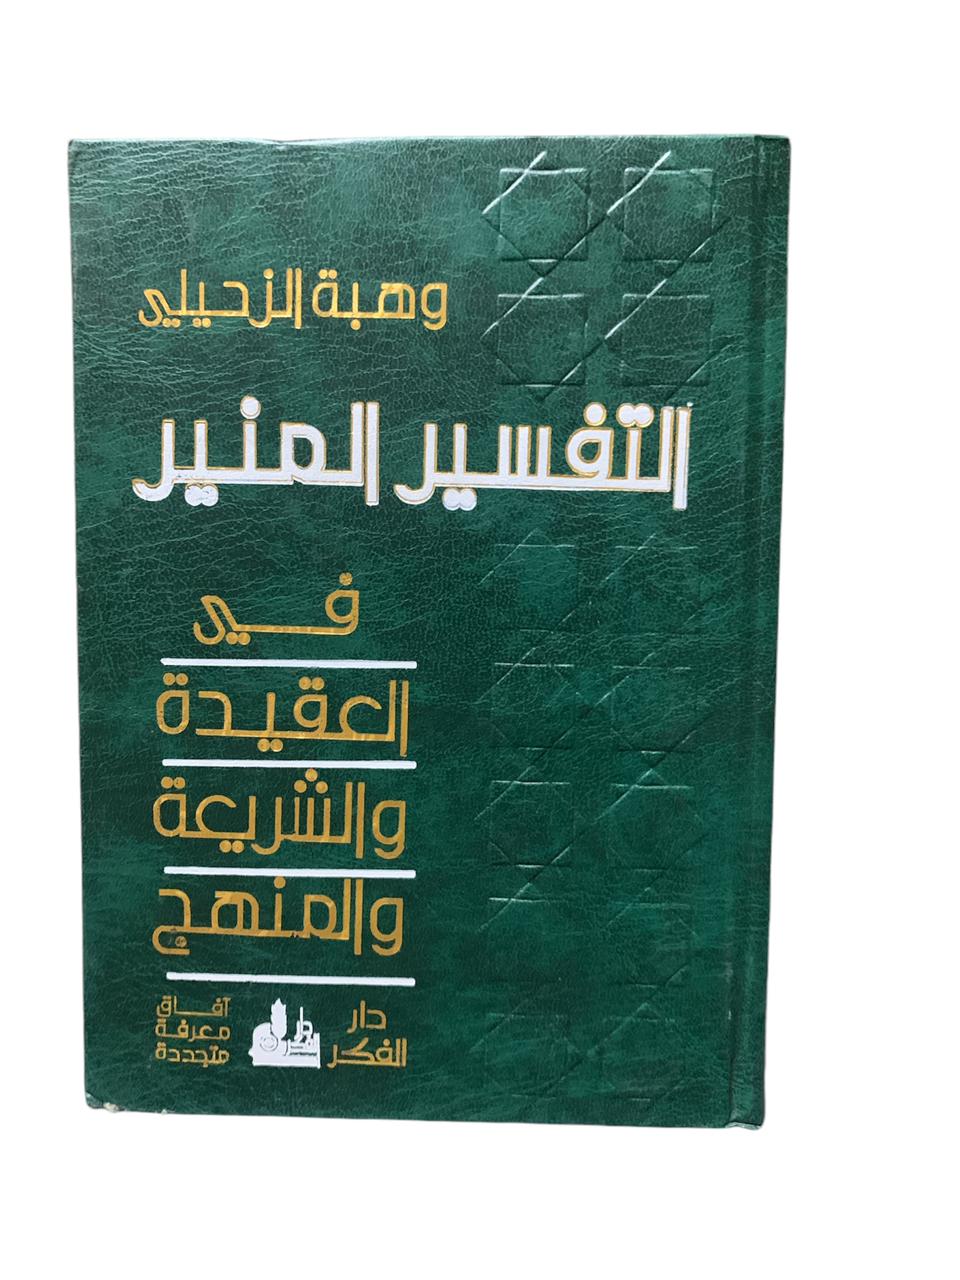 وهبة الزحيلي
التفسير المنير
في
العقيدة
والشريعة
والمنهج
دار
الفكر
آفاق
معرفة
متجددة